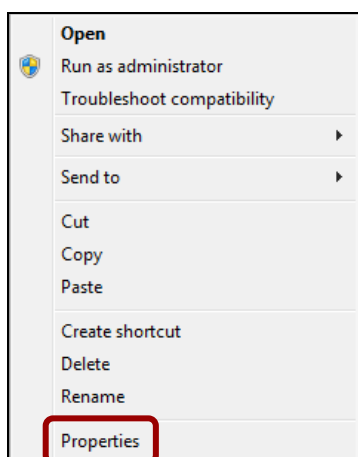 Open
Run as administrator
Troubleshoot compatibility
Share with
Send to
Cut
Copy
Paste
Create shortcut
Delete
Rename
Properties